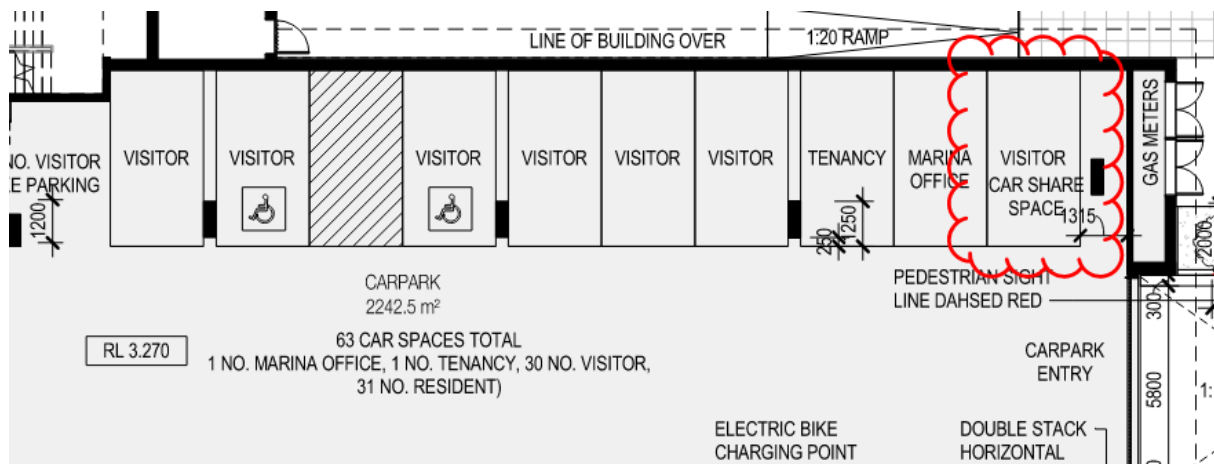 LINE OF BUILDING OVER
1:20 RAMP
NO. VISITOR
E PARKING
1200
VISITOR
VISITOR
VISITOR
VISITOR
VISITOR
VISITOR
TENANCY
MARINA
OFFICE
VISITOR
CAR SHARE
SPACE
1315
GAS METERS
250
1250
2000
CARPARK
2242.5 m²
PEDESTRIAN SIGHT
LINE DAHSED RED
300
RL 3.270
63 CAR SPACES TOTAL
1 NO. MARINA OFFICE, 1 NO. TENANCY, 30 NO. VISITOR,
31 NO. RESIDENT)
CARPARK
ENTRY
5800
1:
ELECTRIC BIKE
CHARGING POINT
DOUBLE STACK
HORIZONTAL